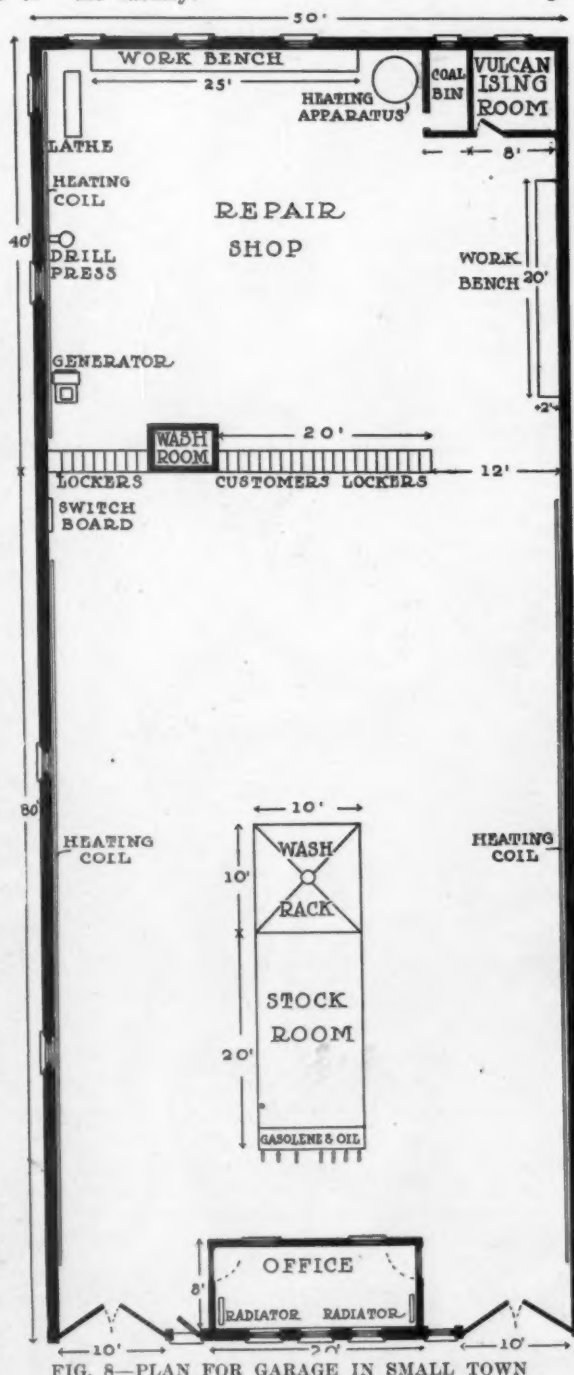 50'
WORK BENCH
25'
HEATING
APPARATUS
COAL
BIN
VULCAN
ISING
ROOM
8'
LATHE
HEATING
COIL
40'
REPAIR
SHOP
DRILL
PRESS
WORK
BENCH
20'
2'
GENERATOR
WASH
ROOM
20'
12'
LOCKERS
CUSTOMERS LOCKERS
SWITCH
BOARD
80'
10'
10'
WASH
RACK
HEATING
COIL
HEATING
COIL
STOCK
ROOM
20'
GASOLENE & OIL
OFFICE
8'
RADIATOR
RADIATOR
10'
20'
10'
FIG. 8—PLAN FOR GARAGE IN SMALL TOWN